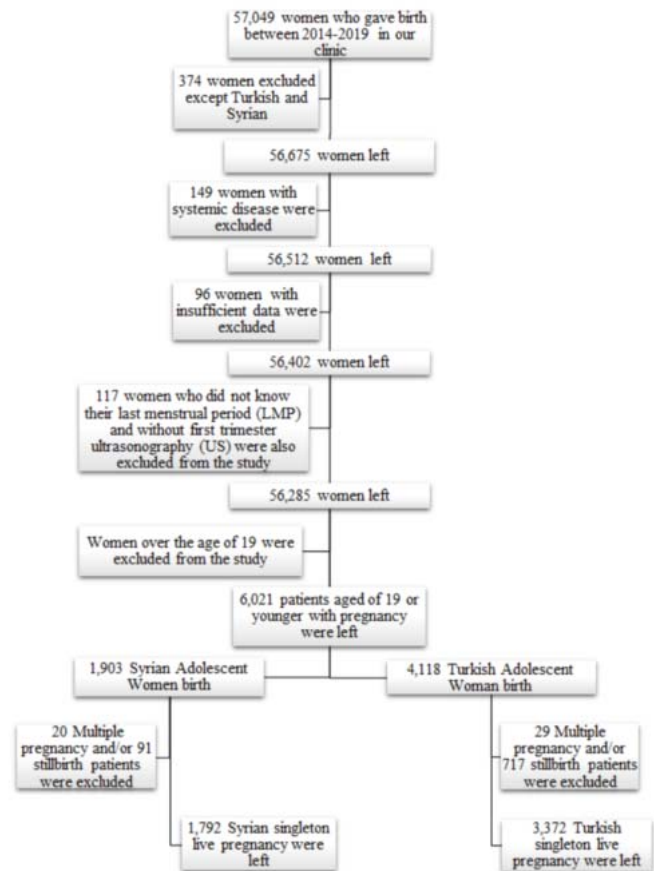 57,049 women who gave birth
between 2014-2019 in our
clinic
374 women excluded
except Turkish and
Syrian
56,675 women left
149 women with
systemic disease were
excluded
56,512 women left
96 women with
insufficient data were
excluded
56,402 women left
117 women who did not know
their last menstrual period (LMP)
and without first trimester
ultrasonography (US) were also
excluded from the study
56,285 women left
Women over the age of 19 were
excluded from the study
6,021 patients aged of 19 or
younger with pregnancy
were left
1,903 Syrian Adolescent
Women birth
4,118 Turkish Adolescent
Woman birth
20 Multiple
pregnancy and/or 91
stillbirth patients
were excluded
29 Multiple
pregnancy and/or
717 stillbirth patients
were excluded
1,792 Syrian singleton
live pregnancy were
left
3,372 Turkish
singleton live
pregnancy were left